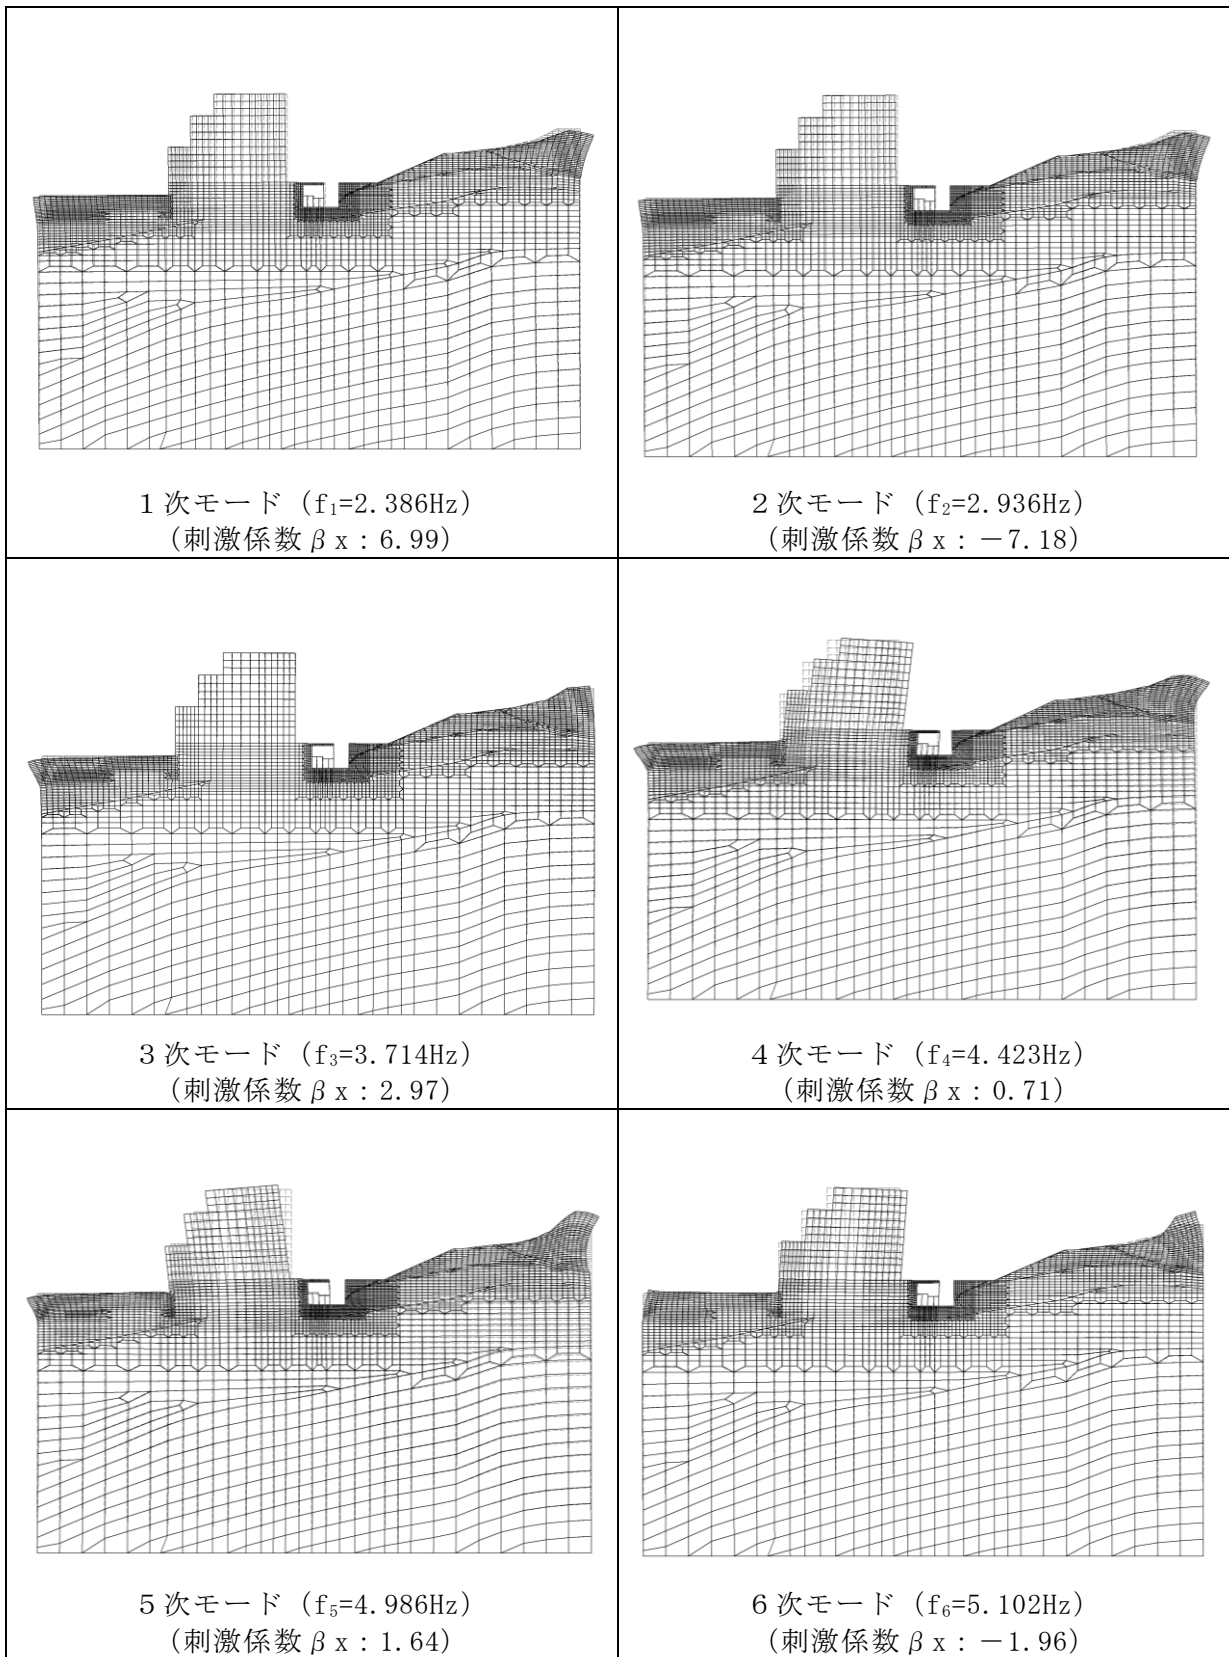 1次モード（f₁=2.386Hz）
（刺激係数βx：6.99）
2次モード（f₂=2.936Hz）
（刺激係数βx：－7.18）
3次モード（f₃=3.714Hz）
（刺激係数βx：2.97）
4次モード（f₄=4.423Hz）
（刺激係数βx：0.71）
5次モード（f₅=4.986Hz）
（刺激係数βx：1.64）
6次モード（f₆=5.102Hz）
（刺激係数βx：－1.96）